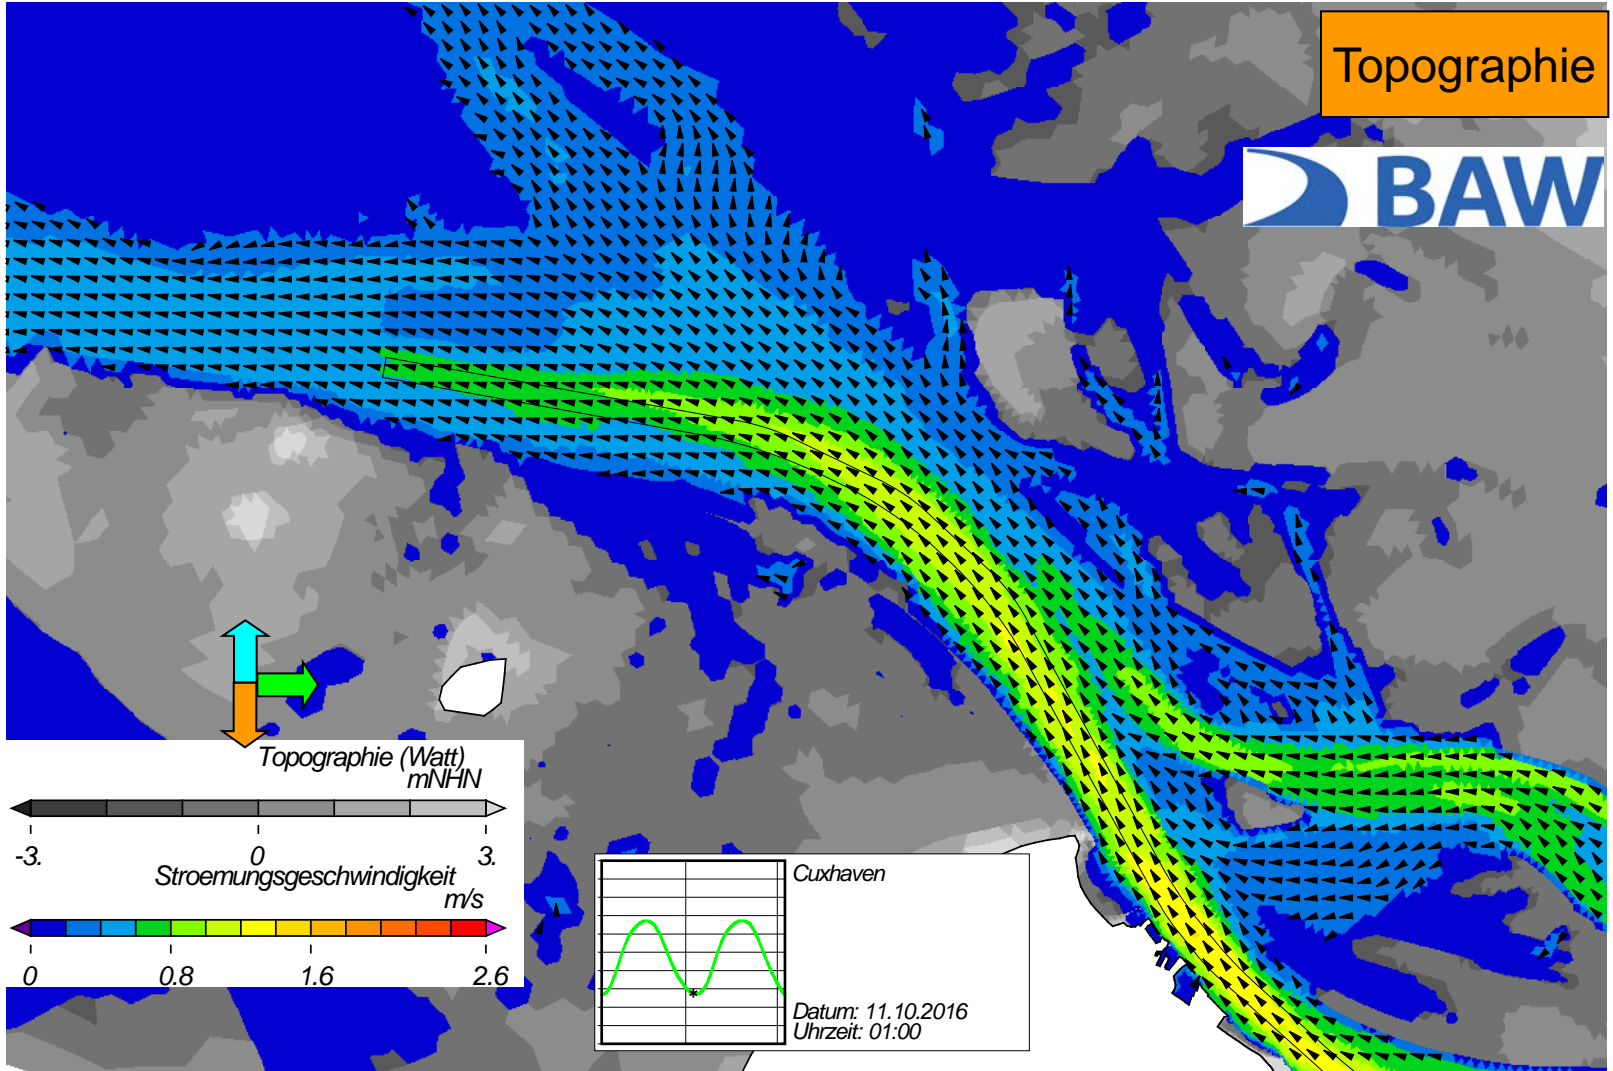 Topographie
BAW
Topographie (Watt)
mNHN
-3. 0 3.
Stroemungsgeschwindigkeit
m/s
0 0.8 1.6 2.6
Cuxhaven
Datum: 11.10.2016
Uhrzeit: 01:00